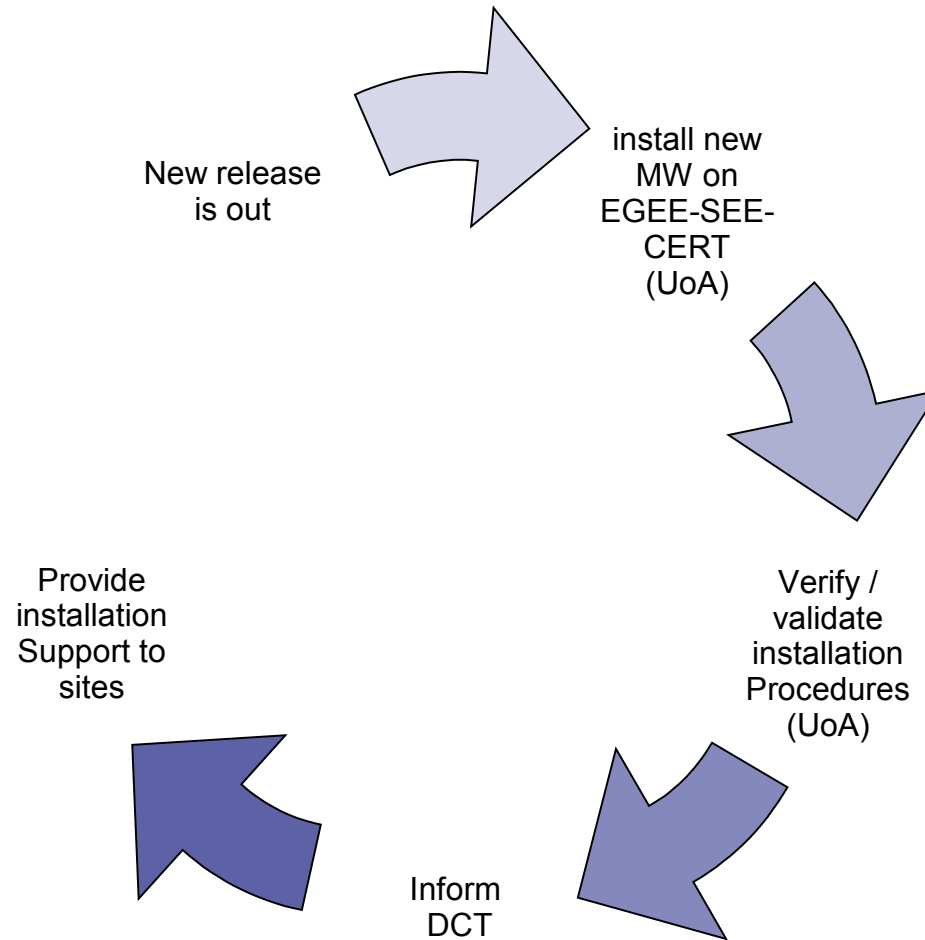 New release
is out
install new
MW on
EGEE-SEE-
CERT
(UoA)
Verify /
validate
installation
Procedures
(UoA)
Inform
DCT
Provide
installation
Support to
sites